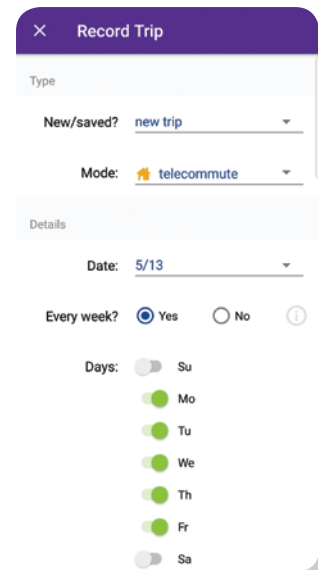 × Record Trip
Type
New/saved? new trip
Mode: telecommute
Details
Date: 5/13
Every week? Yes No
Days: Su
Mo
Tu
We
Th
Fr
Sa